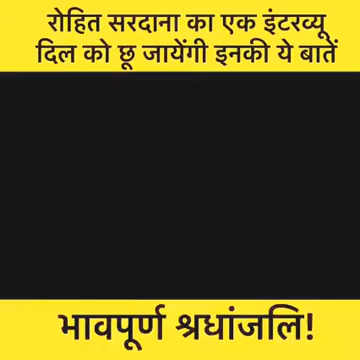 रोहित सरदाना का एक इंटरव्यू
दिल को छू जायेंगी इनकी ये बातें
भावपूर्ण श्रधांजलि!